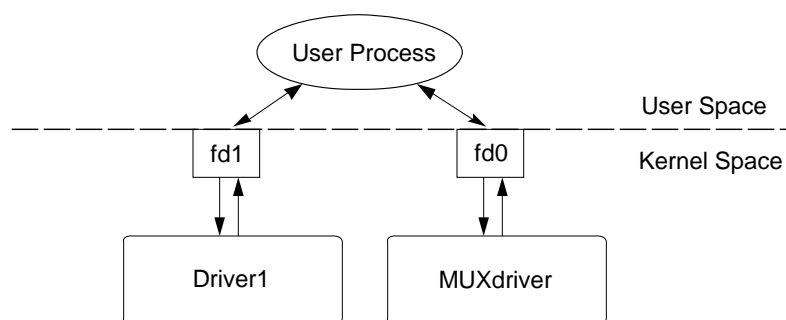 User Process
User Space
fd1
fd0
Kernel Space
Driver1
MUXdriver